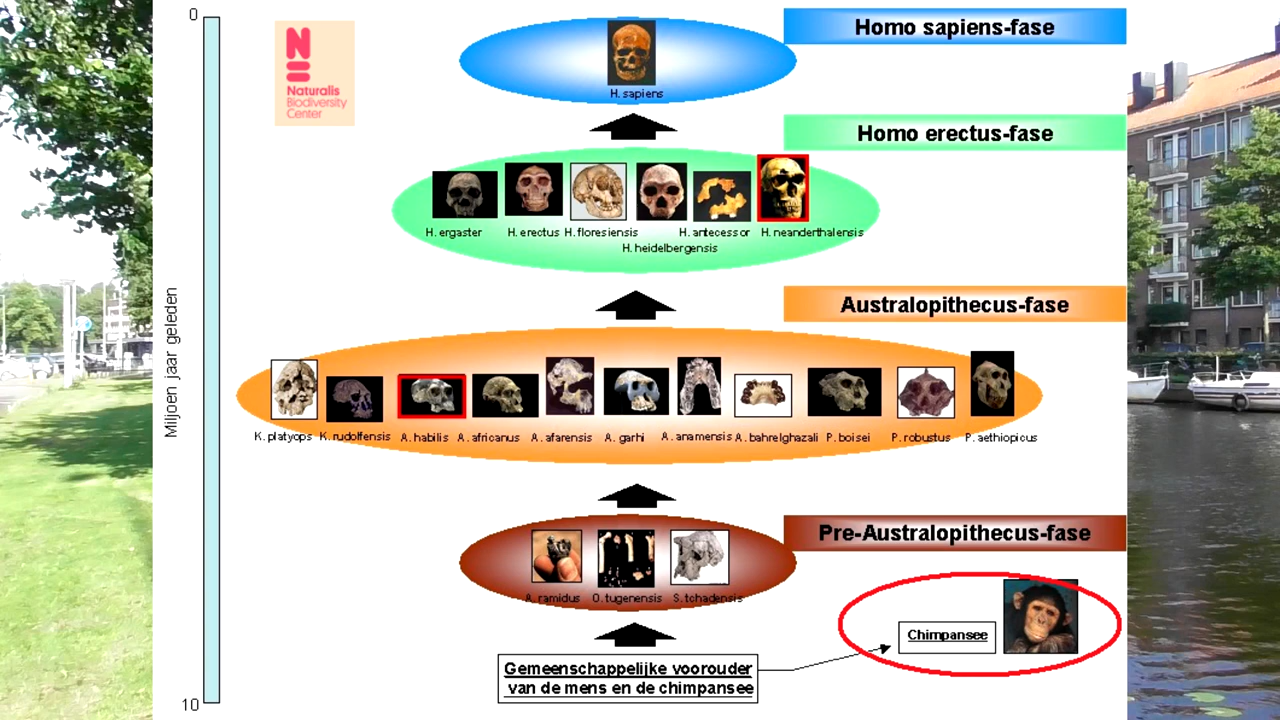 0
Naturalis
Biodiversity
Center
Homo sapiens-fase
H. sapiens
Homo erectus-fase
H. ergaster
H. erectus
H. floresiensis
H. heidelbergensis
H. antecessor
H. neanderthalensis
Miljoen jaar geleden
Australopithecus-fase
K. platyops
K. rudolfensis
A. habilis
A. africanus
A. afarensis
A. garhi
A. anamensis
A. bahrelghazali
P. boisei
P. robustus
P. aethiopicus
Pre-Australopithecus-fase
A. ramidus
O. tugenensis
S. tchadensis
Chimpansee
Gemeenschappelijke voorouder
van de mens en de chimpansee
10